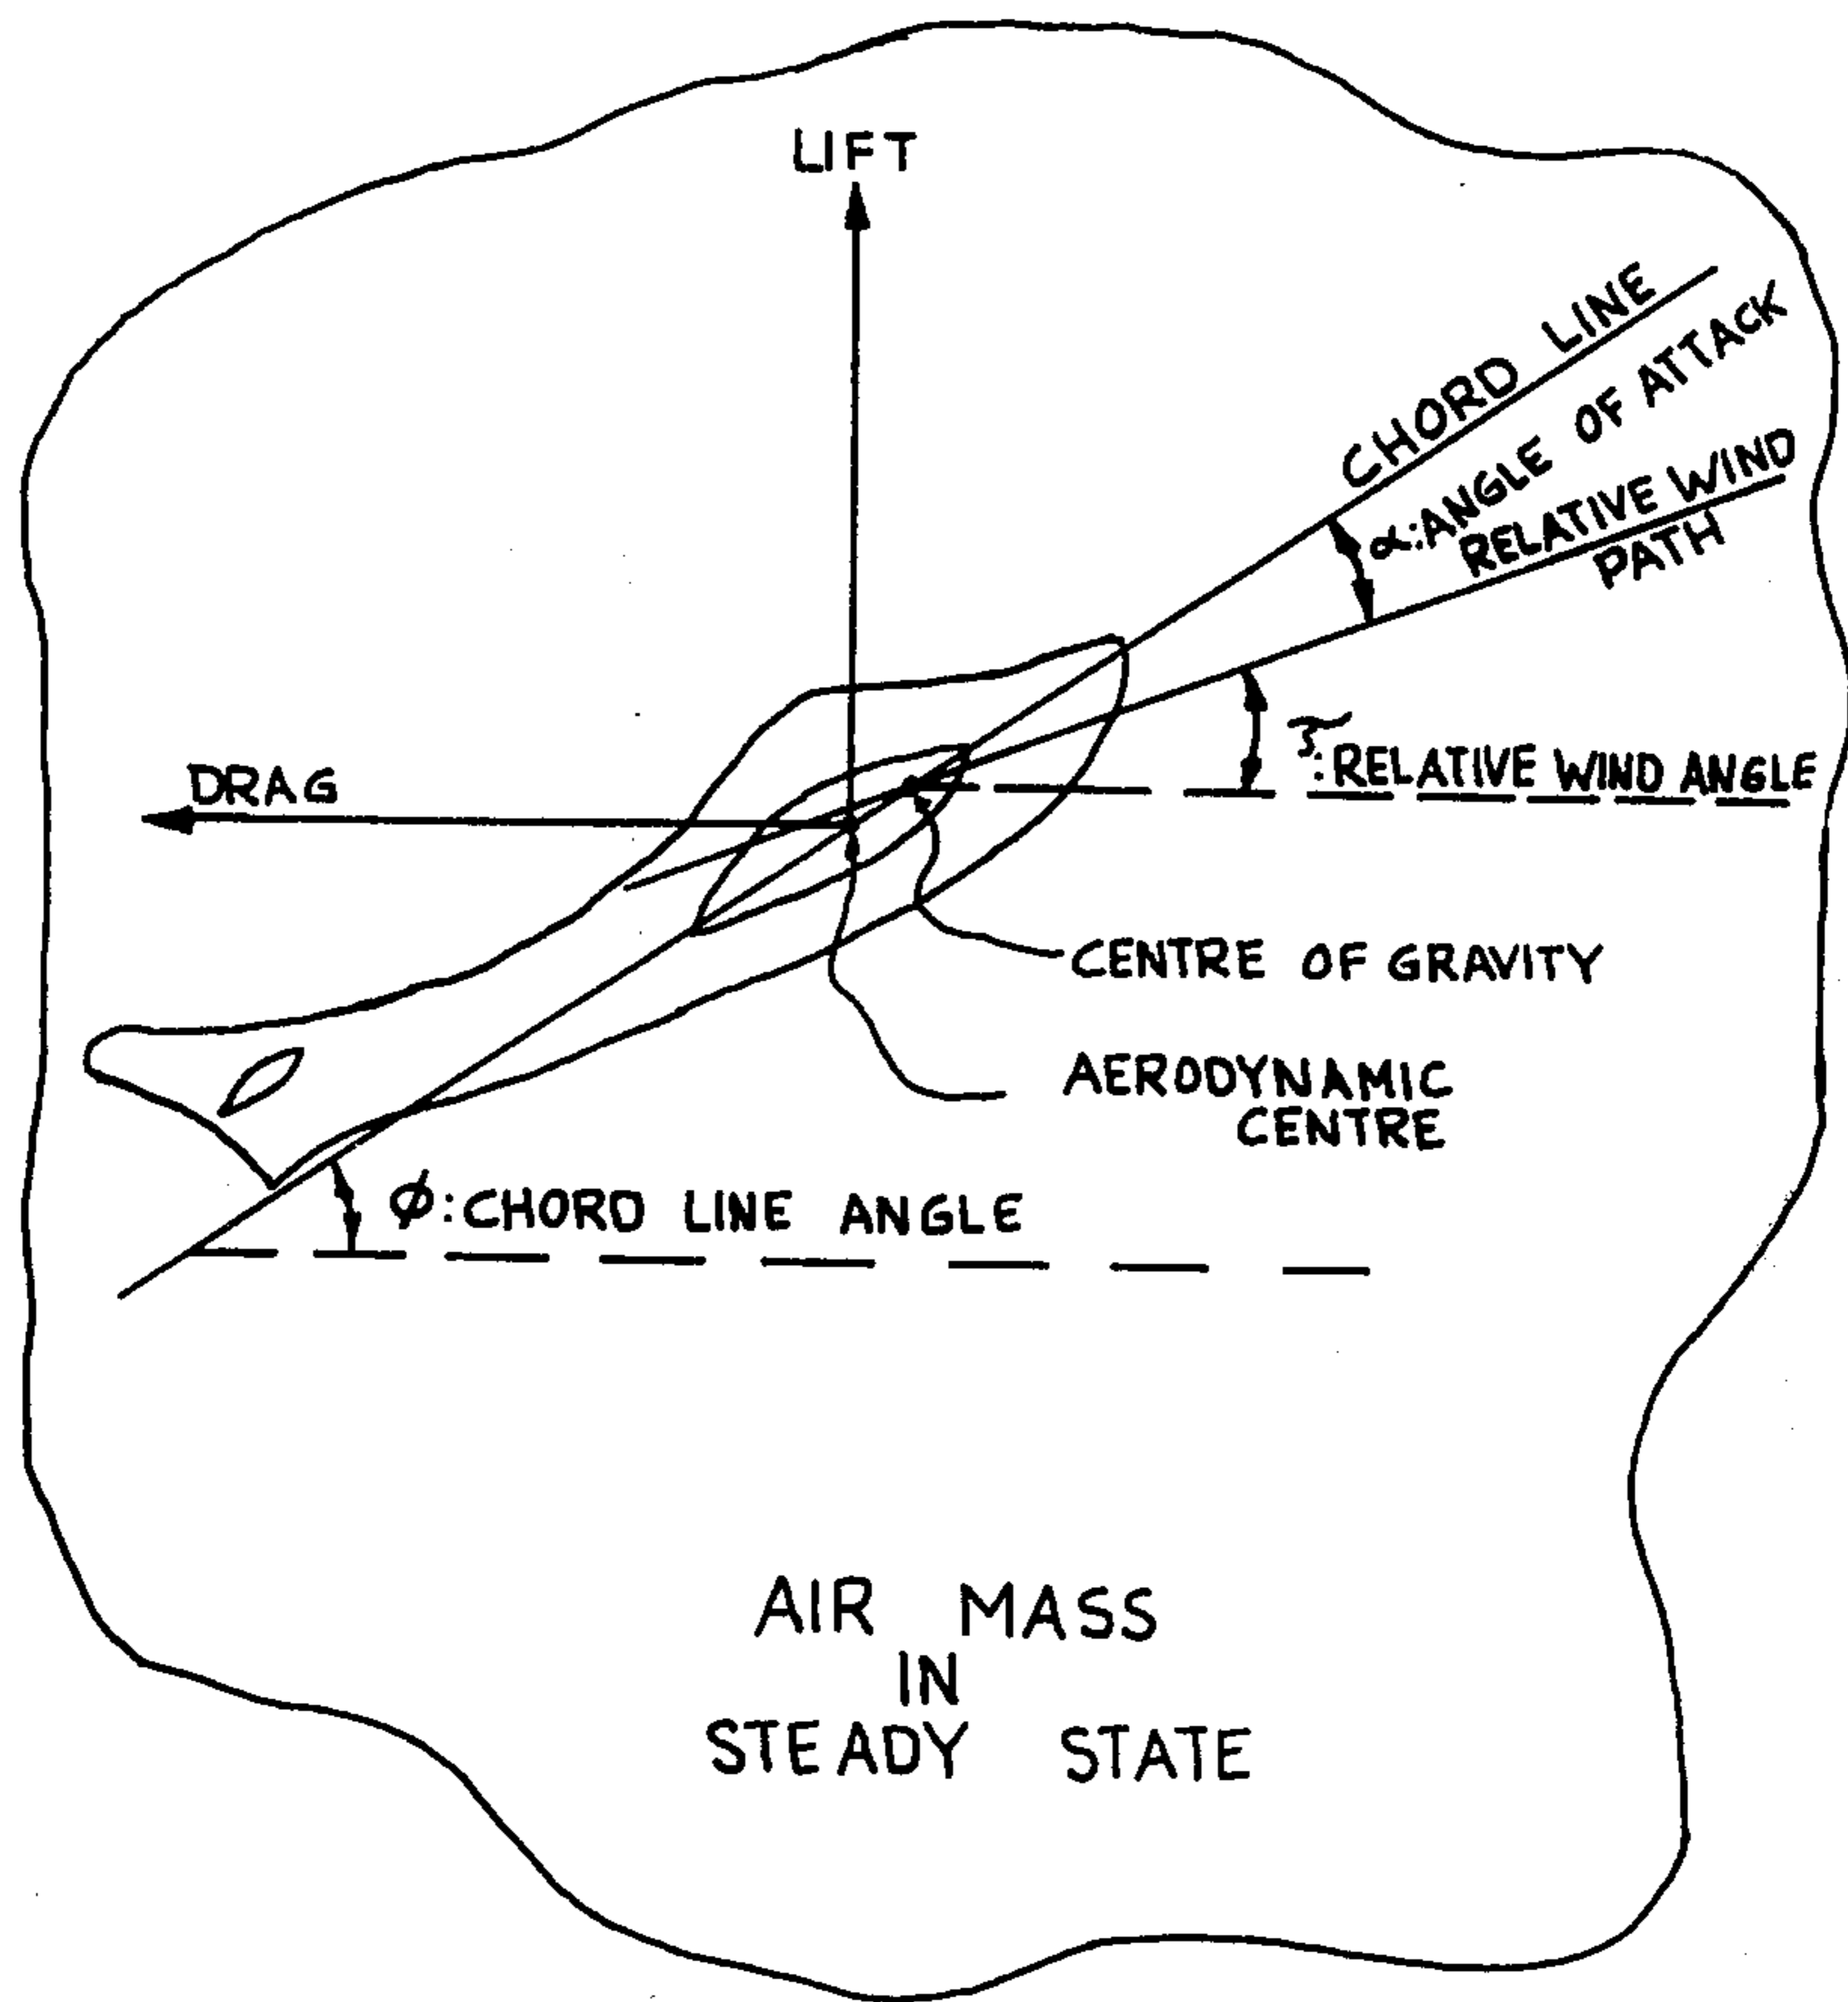 LIFT
CHORD LINE
α:ANGLE OF ATTACK
RELATIVE WIND
PATH
DRAG
:RELATIVE WIND ANGLE
CENTRE OF GRAVITY
AERODYNAMIC
CENTRE
Ø:CHORD LINE ANGLE
AIR MASS
IN
STEADY STATE